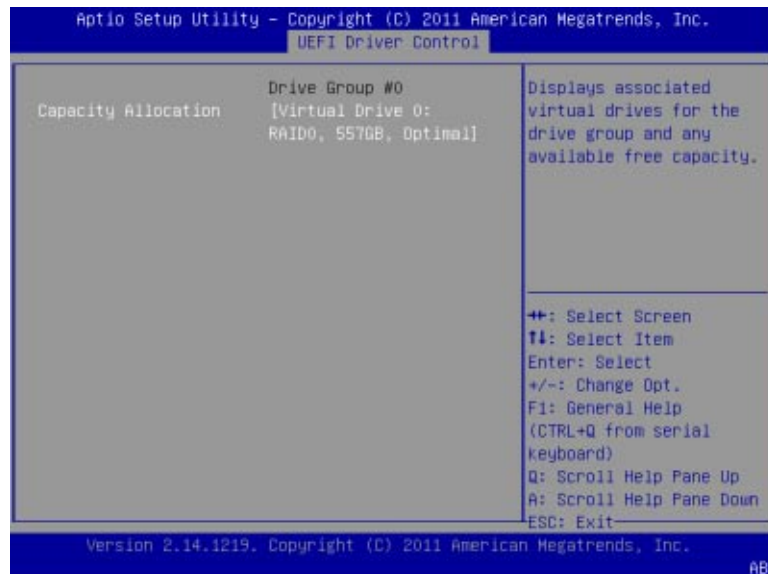 Aptio Setup Utility – Copyright (C) 2011 American Megatrends, Inc.
UEFI Driver Control
Drive Group #0
Capacity Allocation [Virtual Drive 0:
RAID0, 557GB, Optimal]
Displays associated
virtual drives for the
drive group and any
available free capacity.
→←: Select Screen
↑↓: Select Item
Enter: Select
+/-: Change Opt.
F1: General Help
(CTRL+Q from serial
keyboard)
Q: Scroll Help Pane Up
A: Scroll Help Pane Down
ESC: Exit
Version 2.14.1219. Copyright (C) 2011 American Megatrends, Inc.
AB